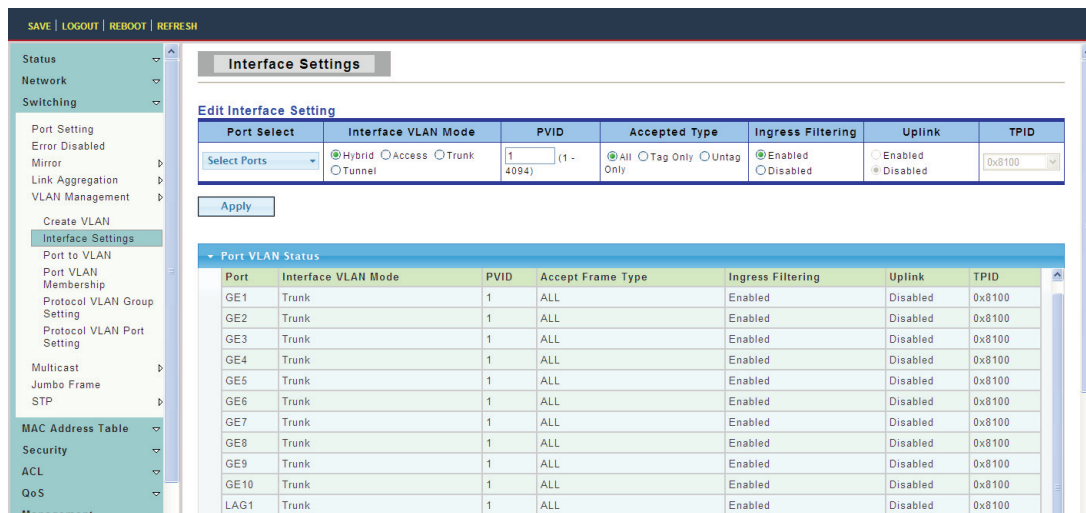 SAVE | LOGOUT | REBOOT | REFRESH
Status
Network
Switching
Port Setting
Error Disabled
Mirror
Link Aggregation
VLAN Management
Create VLAN
Interface Settings
Port to VLAN
Port VLAN
Membership
Protocol VLAN Group
Setting
Protocol VLAN Port
Setting
Multicast
Jumbo Frame
STP
MAC Address Table
Security
ACL
QoS
Interface Settings
Edit Interface Setting
Port Select Interface VLAN Mode PVID Accepted Type Ingress Filtering Uplink TPID
Select Ports Hybrid Access Trunk 1 (1 - All Tag Only Untag Enabled Enabled 0x8100
Tunnel 4094) Only Disabled Disabled
Apply
Port VLAN Status
Port Interface VLAN Mode PVID Accept Frame Type Ingress Filtering Uplink TPID
GE1 Trunk 1 ALL Enabled Disabled 0x8100
GE2 Trunk 1 ALL Enabled Disabled 0x8100
GE3 Trunk 1 ALL Enabled Disabled 0x8100
GE4 Trunk 1 ALL Enabled Disabled 0x8100
GE5 Trunk 1 ALL Enabled Disabled 0x8100
GE6 Trunk 1 ALL Enabled Disabled 0x8100
GE7 Trunk 1 ALL Enabled Disabled 0x8100
GE8 Trunk 1 ALL Enabled Disabled 0x8100
GE9 Trunk 1 ALL Enabled Disabled 0x8100
GE10 Trunk 1 ALL Enabled Disabled 0x8100
LAG1 Trunk 1 ALL Enabled Disabled 0x8100